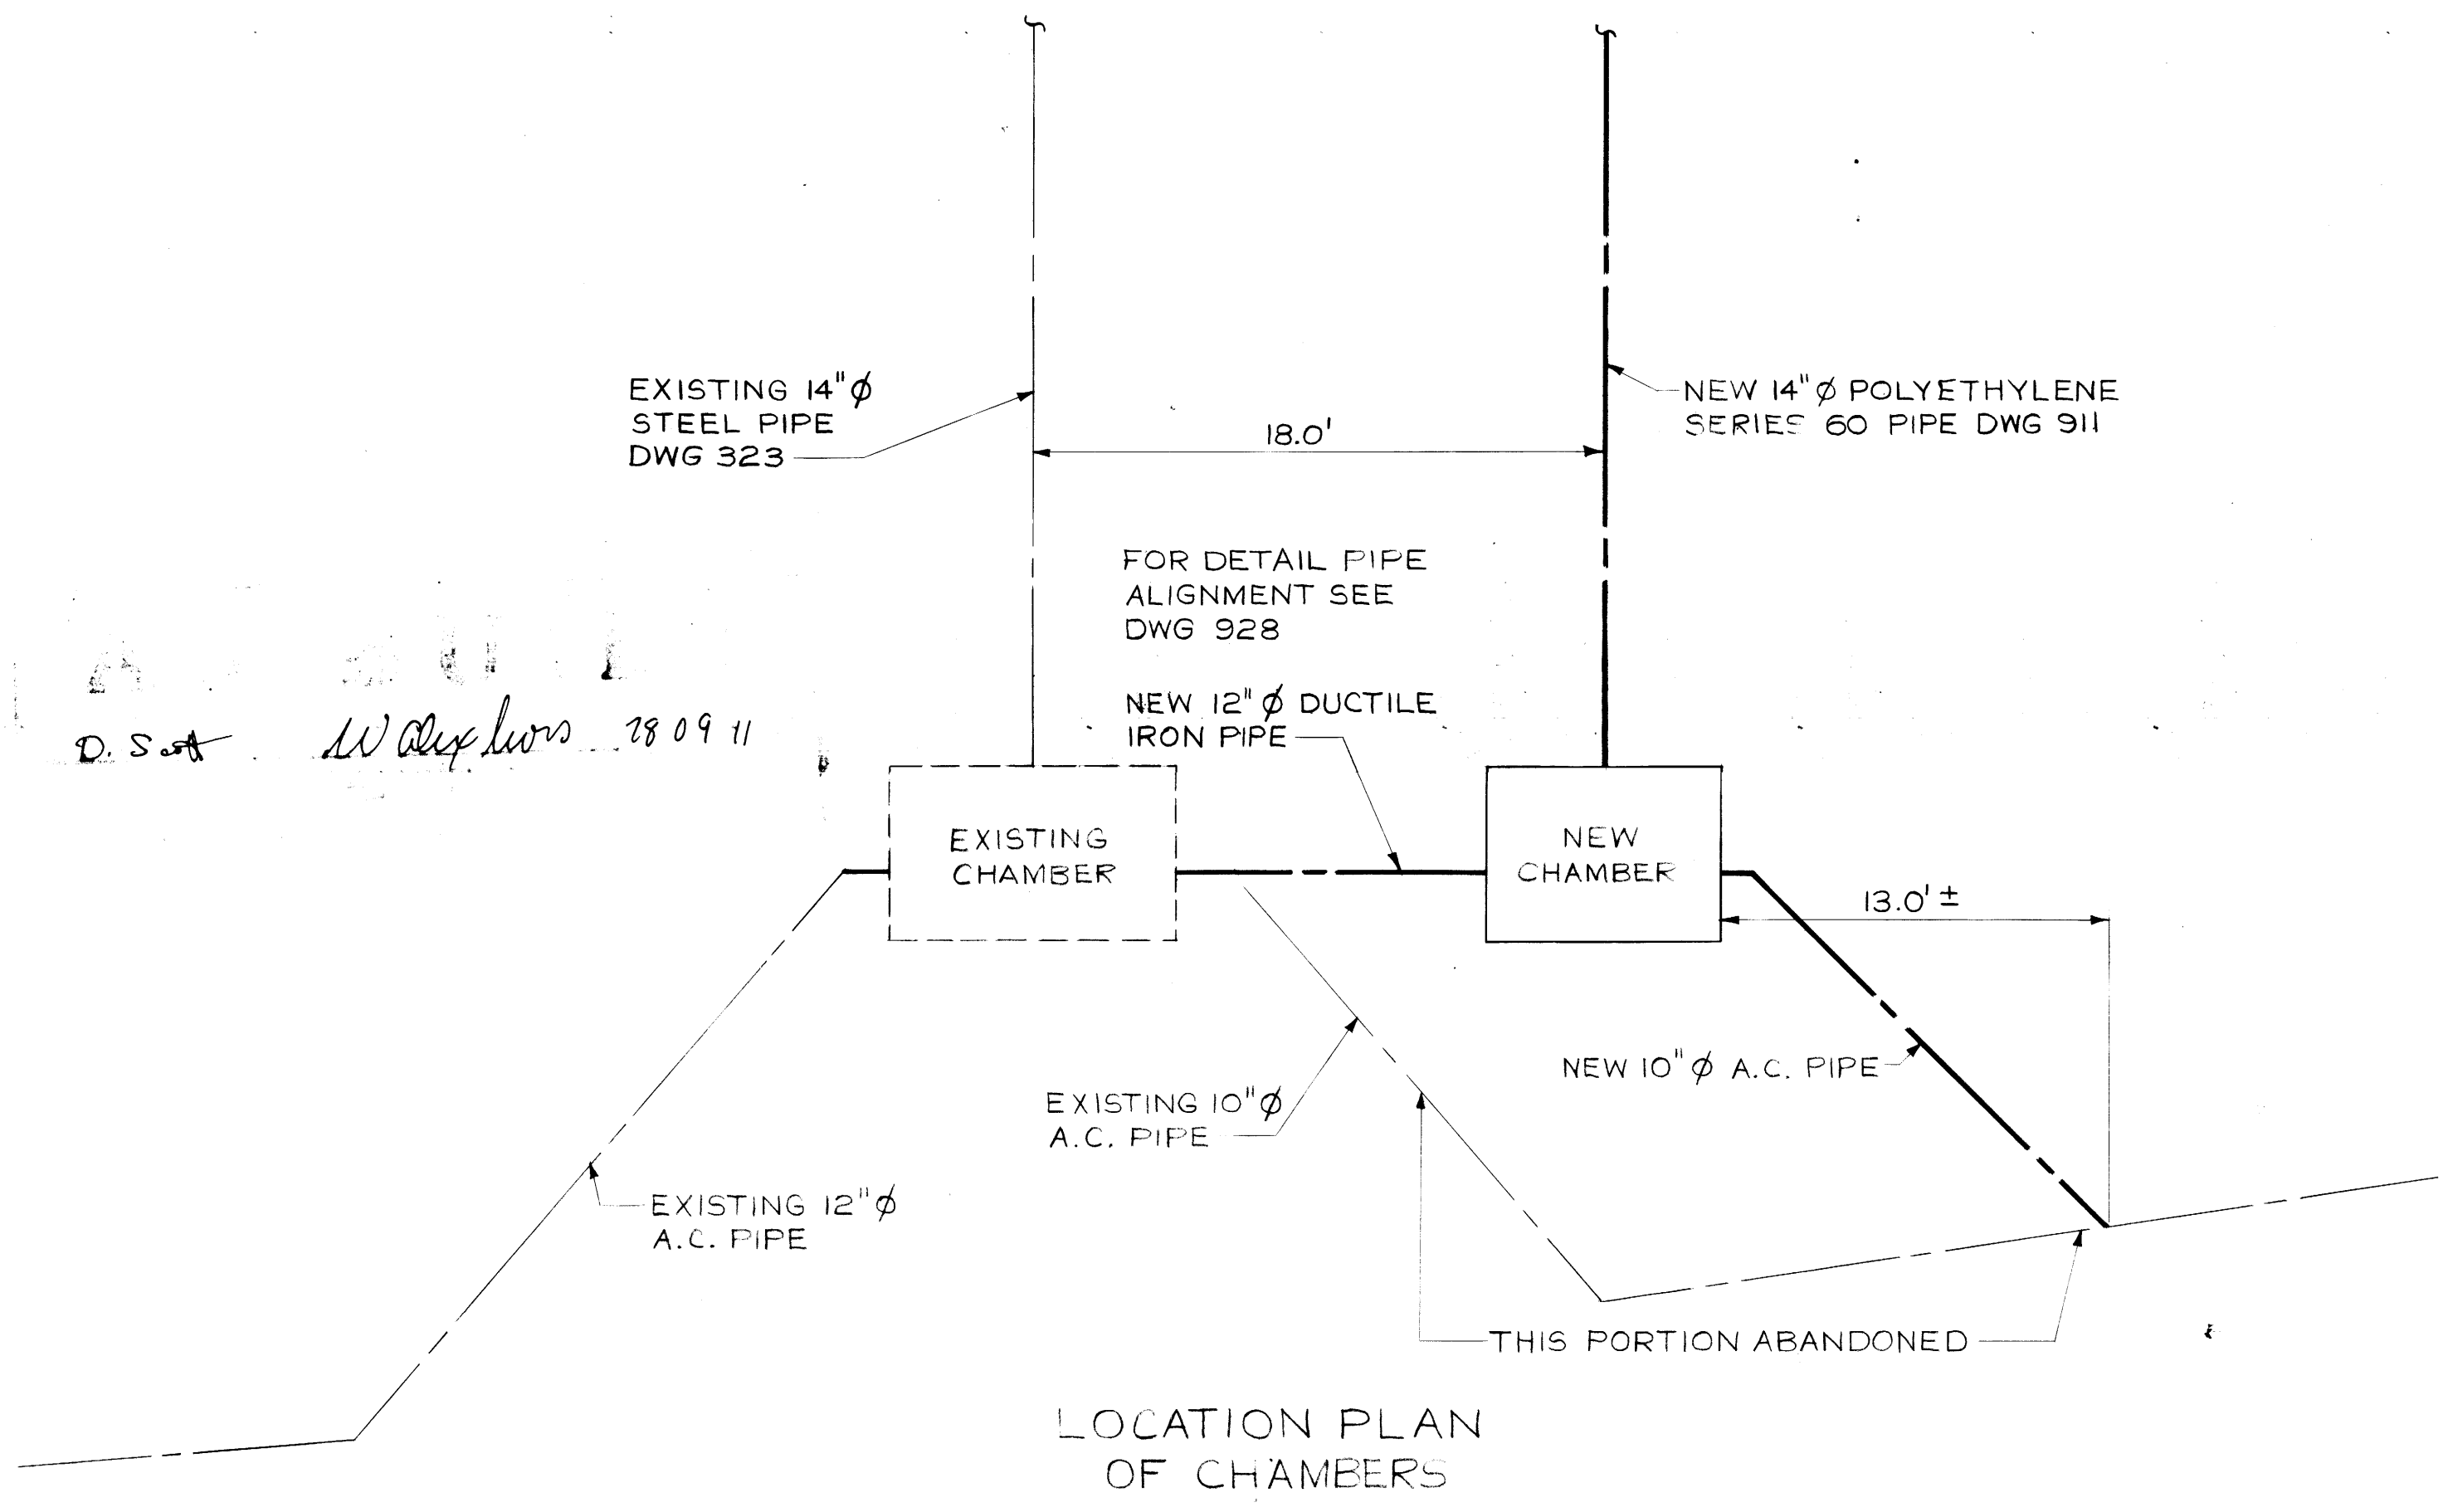 EXISTING 14"ϕ
STEEL PIPE
DWG 323
18.0'
NEW 14"ϕ POLYETHYLENE
SERIES 60 PIPE DWG 911
FOR DETAIL PIPE
ALIGNMENT SEE
DWG 928
NEW 12"ϕ DUCTILE
IRON PIPE
D. Scott
78 09 11
EXISTING
CHAMBER
NEW
CHAMBER
13.0' ±
NEW 10"ϕ A.C. PIPE
EXISTING 10"ϕ
A.C. PIPE
EXISTING 12"ϕ
A.C. PIPE
THIS PORTION ABANDONED
LOCATION PLAN
OF CHAMBERS